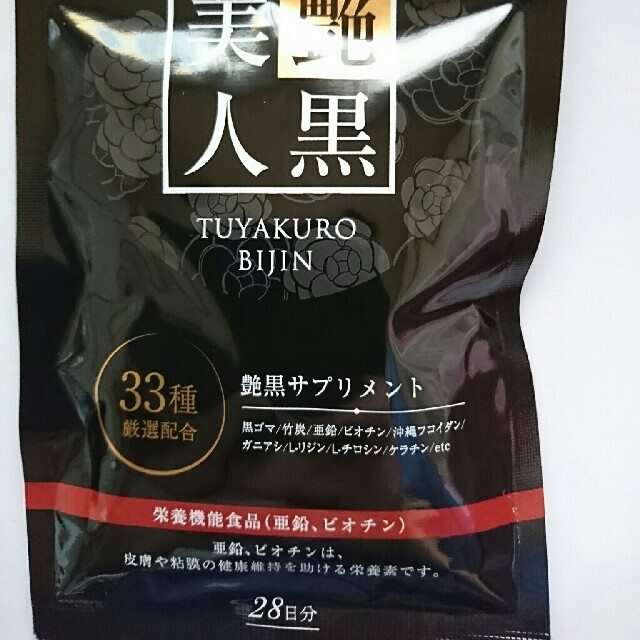 艶黒
美人
TUYAKURO
BIJIN
33種
厳選配合
艶黒サプリメント
黒ゴマ/竹炭/亜鉛/ビオチン/沖縄フコイダン/
ガニアシ/L-リジン/L-チロシン/ケラチン/etc
栄養機能食品(亜鉛、ビオチン)
亜鉛、ビオチンは、
皮膚や粘膜の健康維持を助ける栄養素です。
28日分